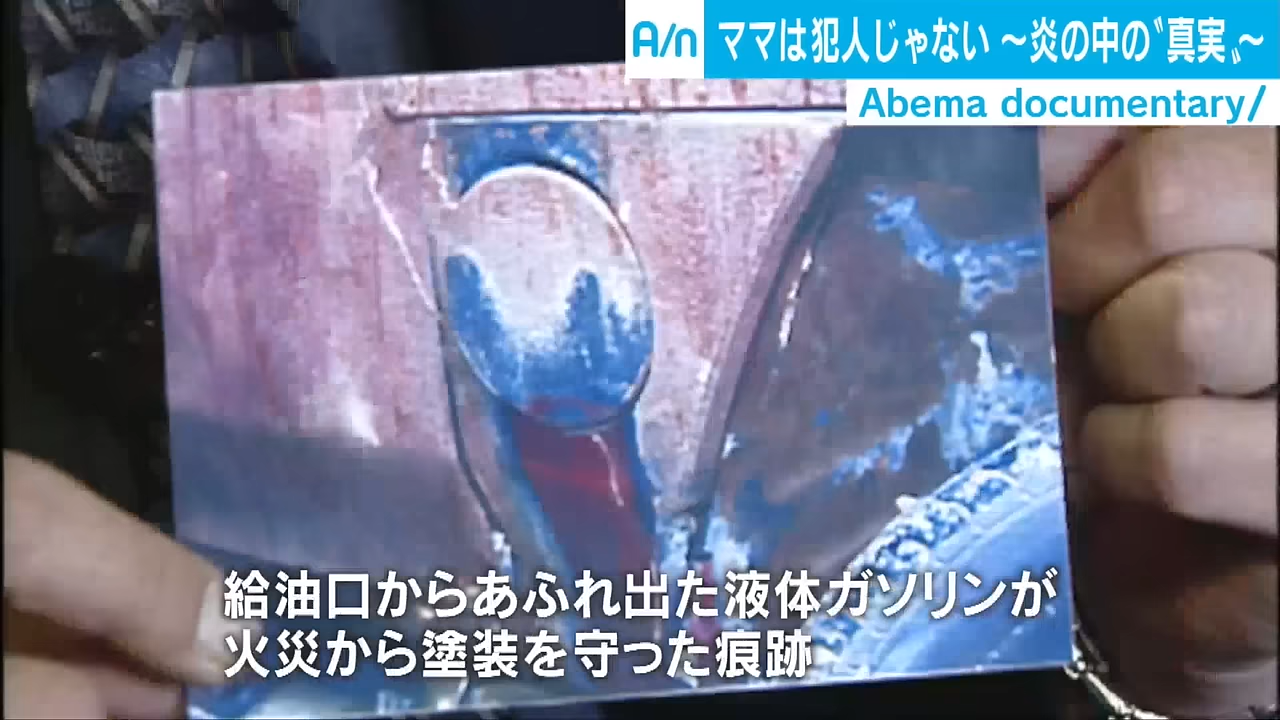 A/n ママは犯人じゃない ～炎の中の〝真実〟～
Abema documentary/
給油口からあふれ出た液体ガソリンが
火災から塗装を守った痕跡